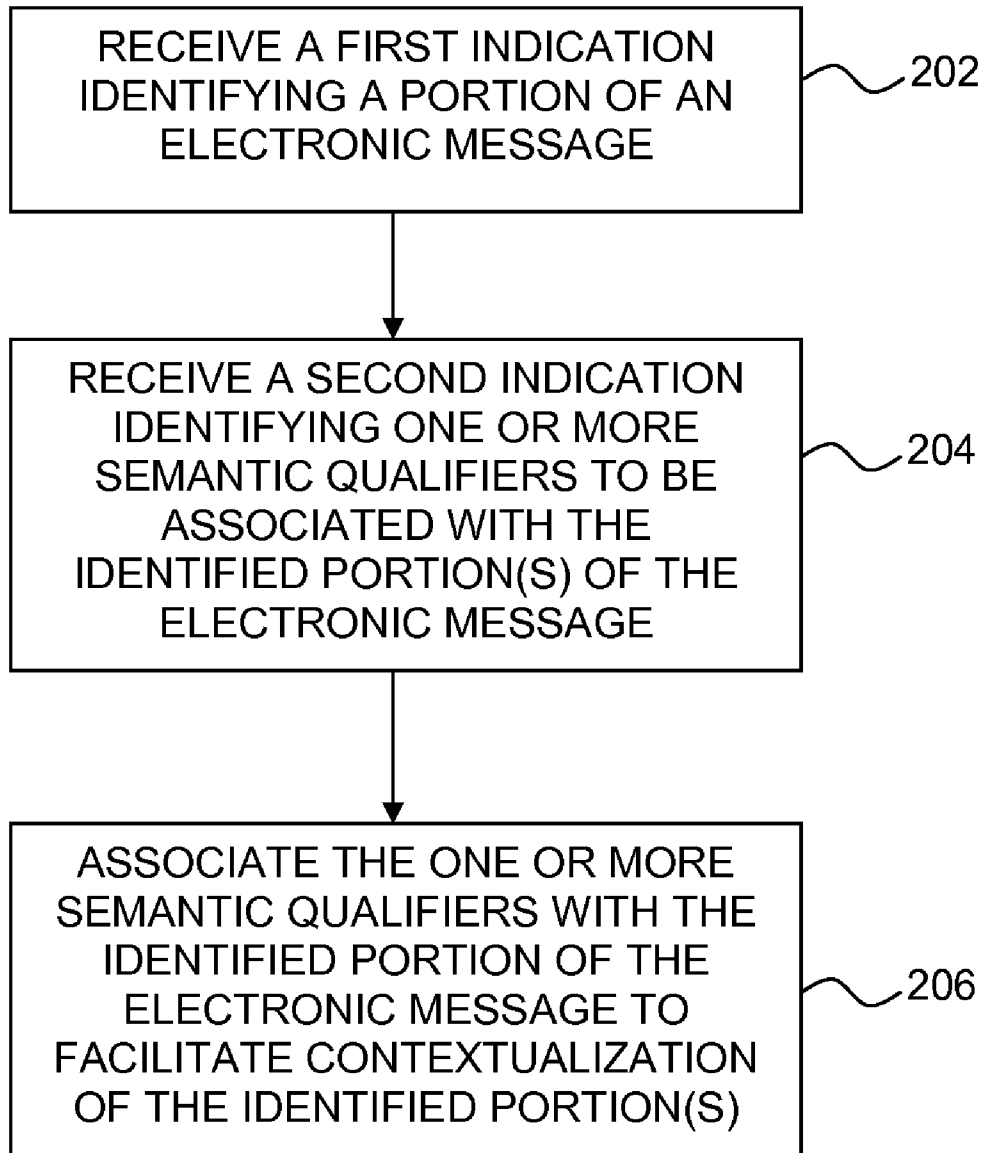 RECEIVE A FIRST INDICATION
IDENTIFYING A PORTION OF AN
ELECTRONIC MESSAGE
202
RECEIVE A SECOND INDICATION
IDENTIFYING ONE OR MORE
SEMANTIC QUALIFIERS TO BE
ASSOCIATED WITH THE
IDENTIFIED PORTION(S) OF THE
ELECTRONIC MESSAGE
204
ASSOCIATE THE ONE OR MORE
SEMANTIC QUALIFIERS WITH THE
IDENTIFIED PORTION OF THE
ELECTRONIC MESSAGE TO
FACILITATE CONTEXTUALIZATION
OF THE IDENTIFIED PORTION(S)
206